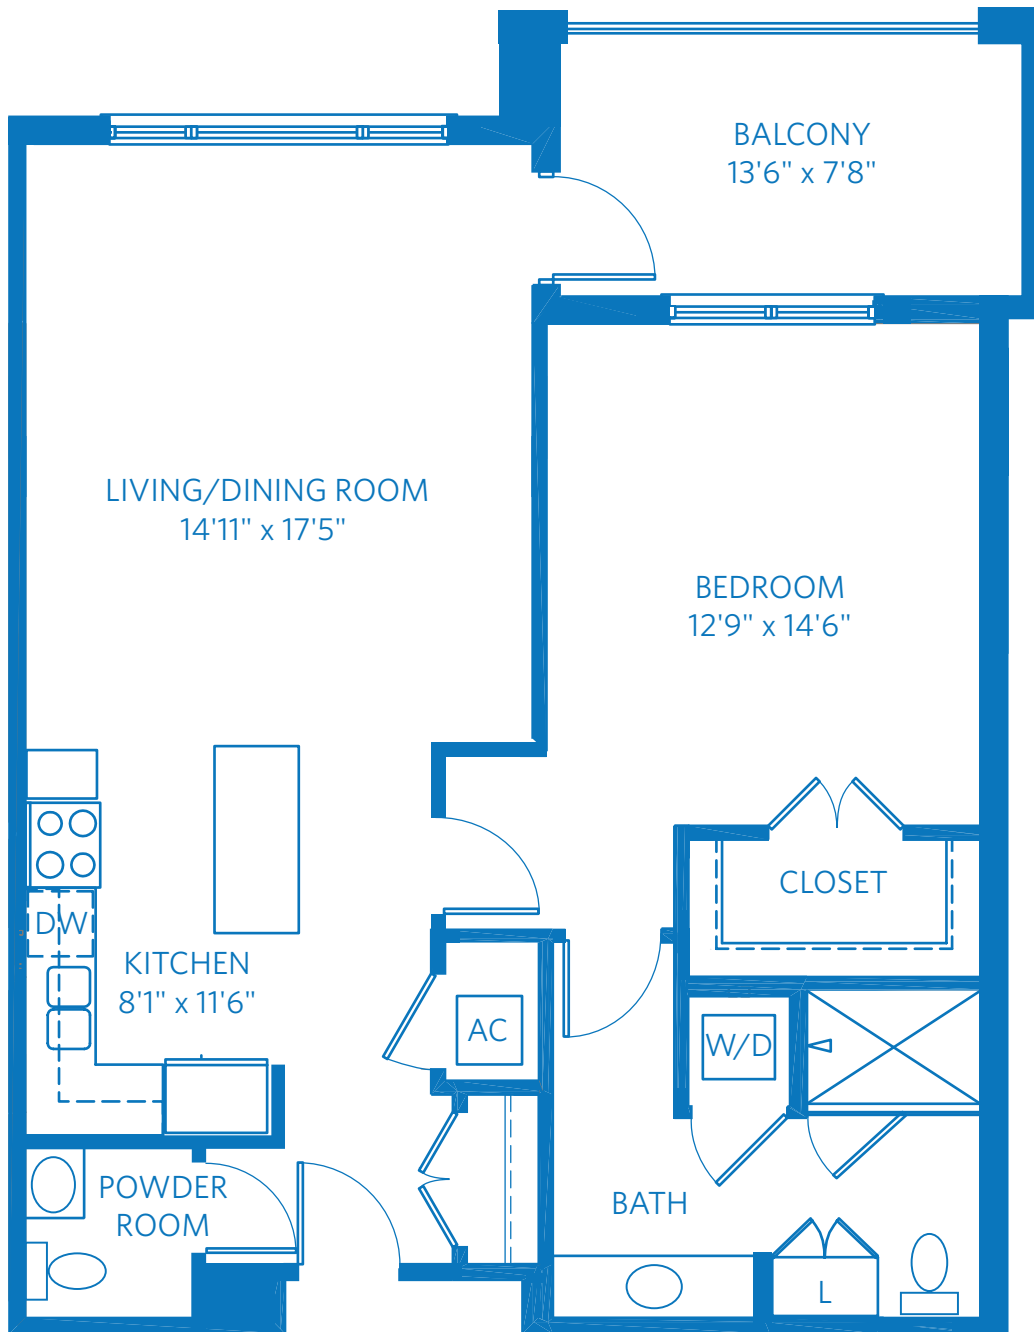 BALCONY
13'6" x 7'8"
LIVING/DINING ROOM
14'11" x 17'5"
BEDROOM
12'9" x 14'6"
CLOSET
DW
KITCHEN
8'1" x 11'6"
AC
W/D
POWDER
ROOM
BATH
L